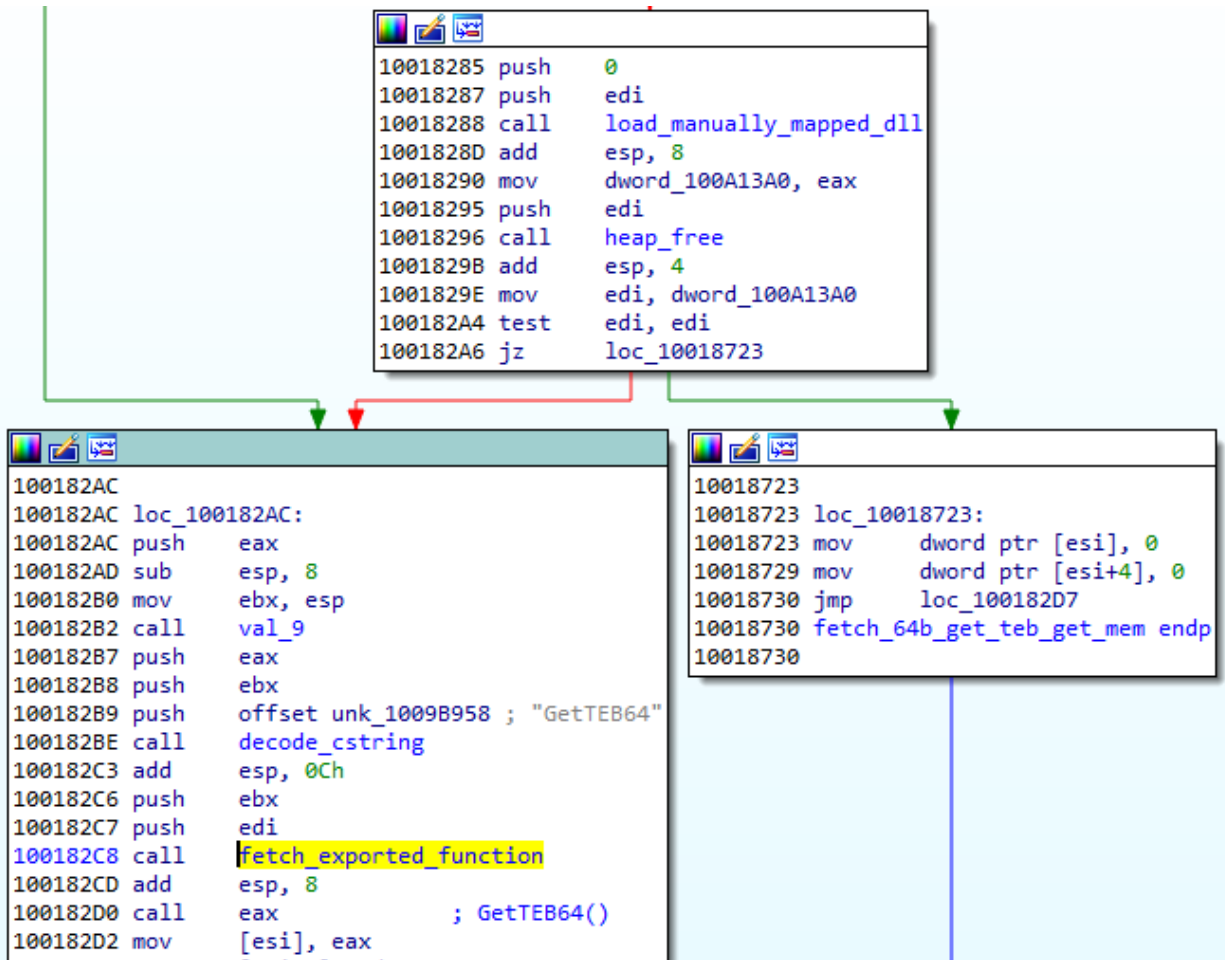 10018285 push 0
10018287 push edi
10018288 call load_manually_mapped_dll
1001828D add esp, 8
10018290 mov dword_100A13A0, eax
10018295 push edi
10018296 call heap_free
1001829B add esp, 4
1001829E mov edi, dword_100A13A0
100182A4 test edi, edi
100182A6 jz loc_10018723
100182AC
100182AC loc_100182AC:
100182AC push eax
100182AD sub esp, 8
100182B0 mov ebx, esp
100182B2 call val_9
100182B7 push eax
100182B8 push ebx
100182B9 push offset unk_1009B958 ; "GetTEB64"
100182BE call decode_cstring
100182C3 add esp, 0Ch
100182C6 push ebx
100182C7 push edi
100182C8 call fetch_exported_function
100182CD add esp, 8
100182D0 call eax ; GetTEB64()
100182D2 mov [esi], eax
10018723
10018723 loc_10018723:
10018723 mov dword ptr [esi], 0
10018729 mov dword ptr [esi+4], 0
10018730 jmp loc_100182D7
10018730 fetch_64b_get_teb_get_mem endp
10018730